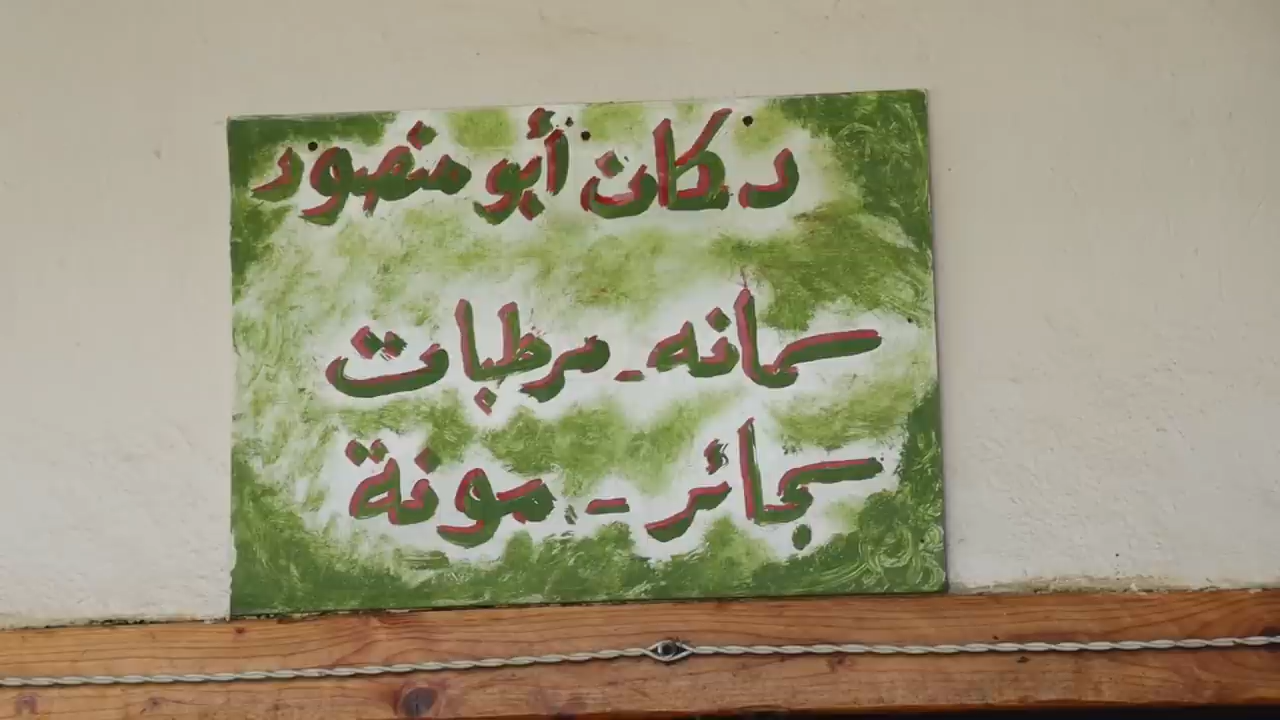 دكان أبو منصور
سمانه - مرطبات
سجائر - مونة